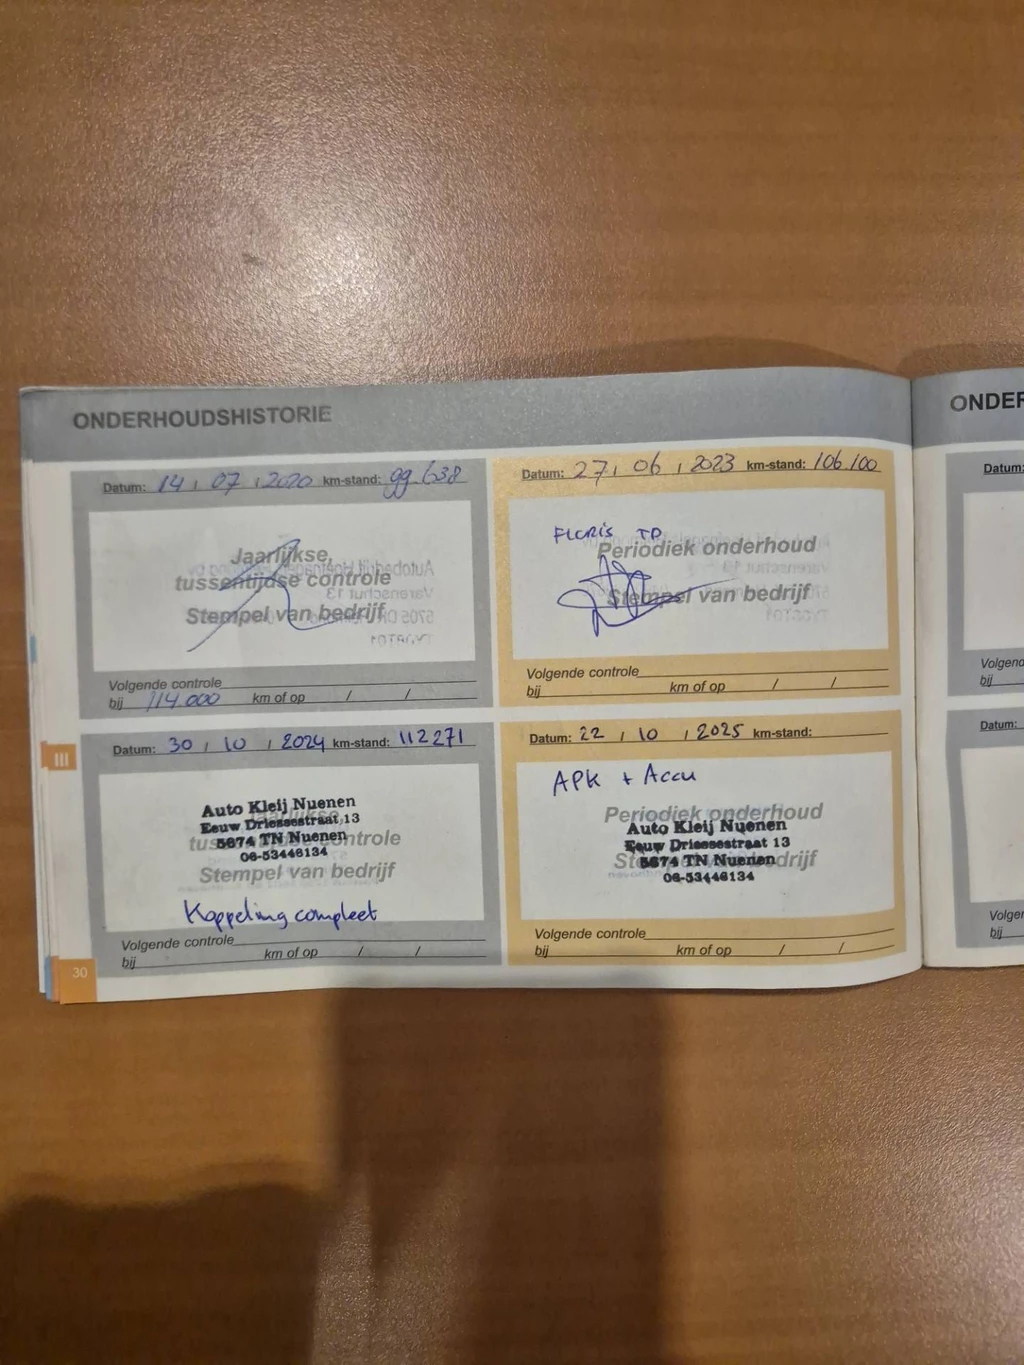 ONDERHOUDSHISTORIE
Datum: 14 / 07 / 2020 km-stand: 99 638
Jaarlijkse,
tussentijdse controle
Stempel van bedrijf
Volgende controle
bij 114.000 km of op / /
Datum: 27 / 06 / 2023 km-stand: 106.100
FLORIS TD
Periodiek onderhoud
Stempel van bedrijf
Volgende controle
bij km of op / /
Datum: 30 / 10 / 2024 km-stand: 112271
Auto Kleij Nuenen
Eeuw Driessestraat 13
5674 TN Nuenen
06-53446134
controle
Stempel van bedrijf
Koppeling compleet
Volgende controle
bij km of op / /
Datum: 22 / 10 / 2025 km-stand:
APK + Accu
Periodiek onderhoud
Auto Kleij Nuenen
Eeuw Driessestraat 13
5674 TN Nuenen
06-53446134
Volgende controle
bij km of op / /
III
30
ONDER
Datum:
Volgend
bij
Datum:
Volger
bij